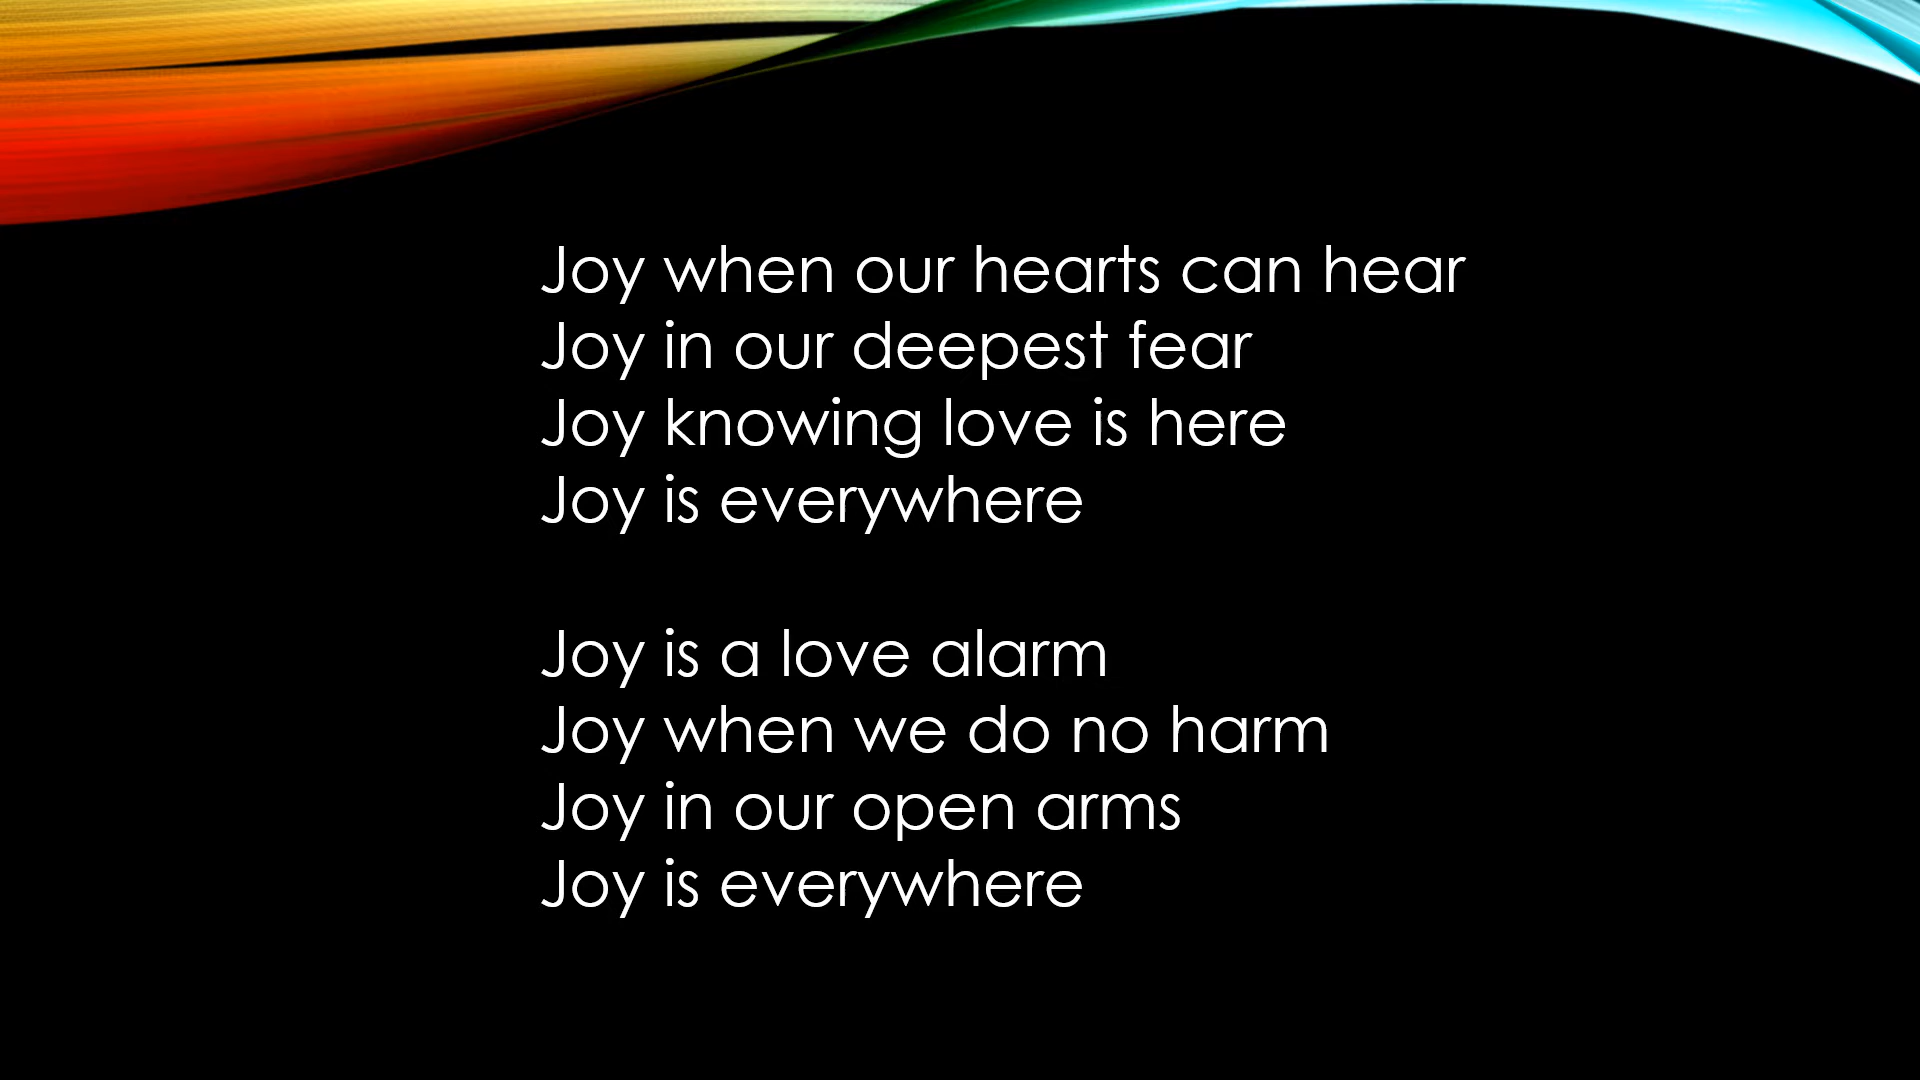 Joy when our hearts can hear
Joy in our deepest fear
Joy knowing love is here
Joy is everywhere
Joy is a love alarm
Joy when we do no harm
Joy in our open arms
Joy is everywhere